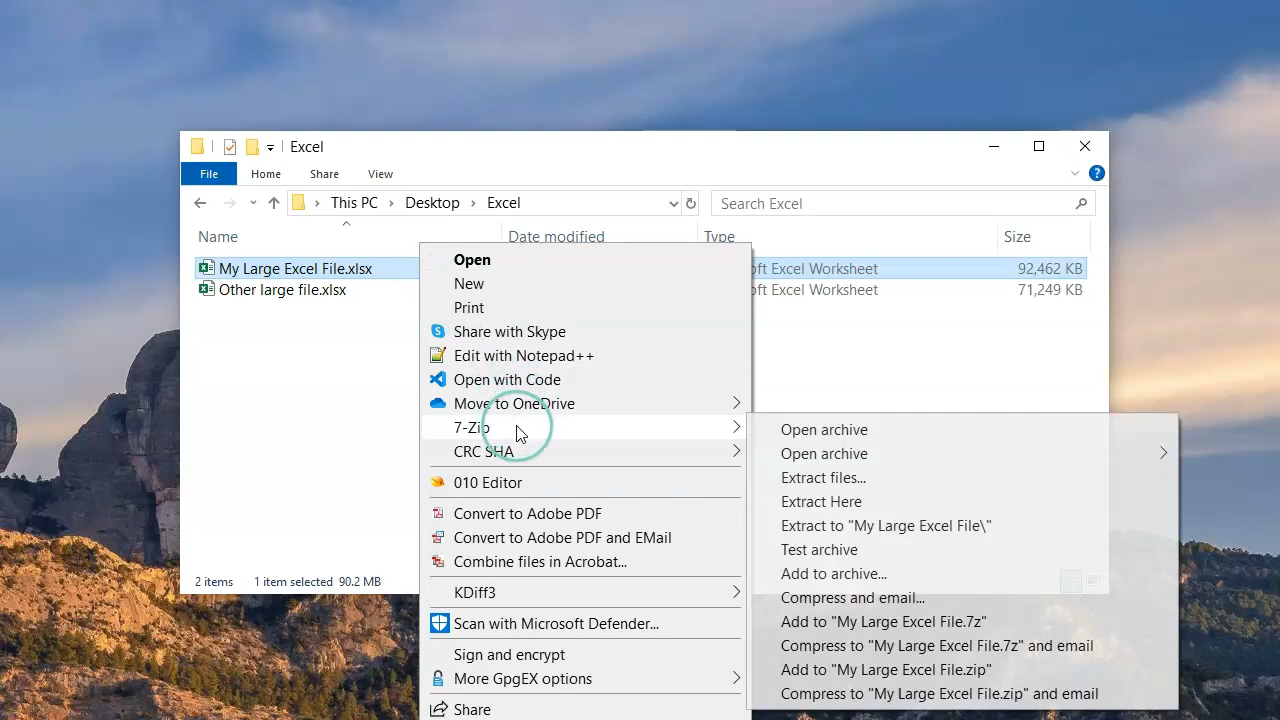 Excel
File Home Share View
This PC Desktop Excel Search Excel
Name Date modified Type Size
My Large Excel File.xlsx oft Excel Worksheet 92,462 KB
Other large file.xlsx oft Excel Worksheet 71,249 KB
2 items 1 item selected 90.2 MB
Open
New
Print
Share with Skype
Edit with Notepad++
Open with Code
Move to OneDrive
7-Zip
CRC SHA
010 Editor
Convert to Adobe PDF
Convert to Adobe PDF and EMail
Combine files in Acrobat...
KDiff3
Scan with Microsoft Defender...
Sign and encrypt
More GpgEX options
Share
Open archive
Open archive
Extract files...
Extract Here
Extract to "My Large Excel File\"
Test archive
Add to archive...
Compress and email...
Add to "My Large Excel File.7z"
Compress to "My Large Excel File.7z" and email
Add to "My Large Excel File.zip"
Compress to "My Large Excel File.zip" and email